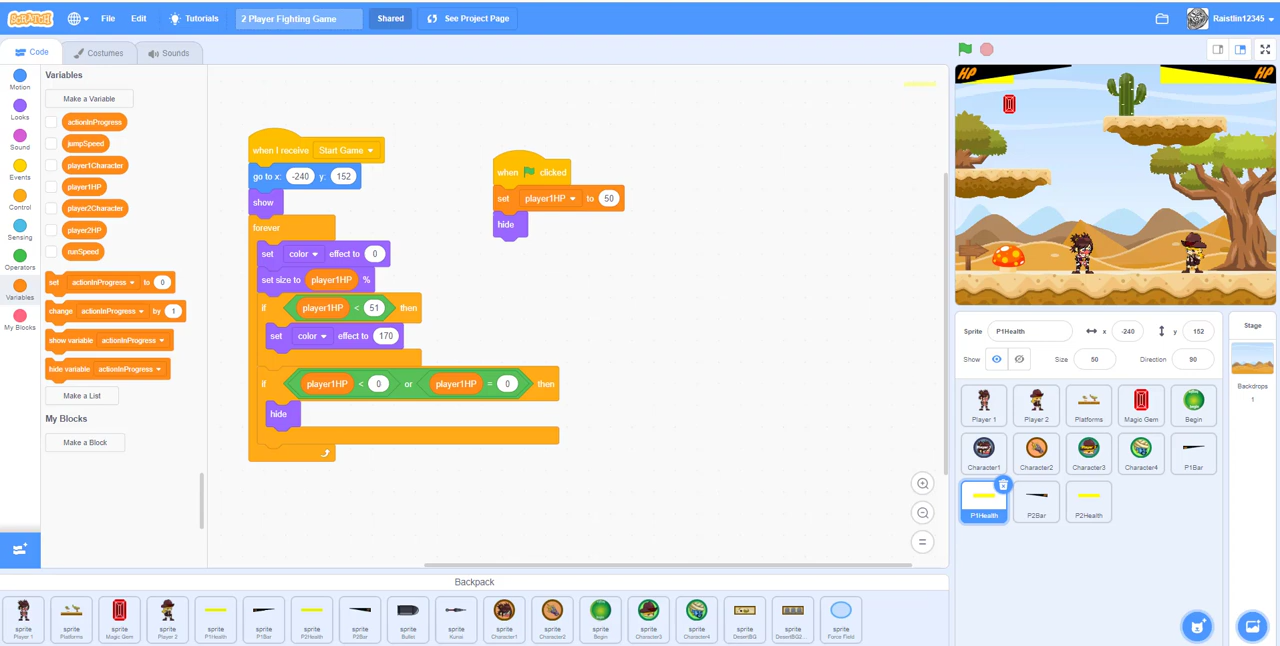 SCRATCH File Edit Tutorials 2 Player Fighting Game Shared See Project Page Raistlin12345
Code Costumes Sounds
Motion
Looks
Sound
Events
Control
Sensing
Operators
Variables
My Blocks
Variables
Make a Variable
actionInProgress
jumpSpeed
player1Character
player1HP
player2Character
player2HP
runSpeed
set actionInProgress to 0
change actionInProgress by 1
show variable actionInProgress
hide variable actionInProgress
Make a List
My Blocks
Make a Block
when I receive Start Game
go to x: -240 y: 152
show
forever
set color effect to 0
set size to player1HP %
if player1HP < 51 then
set color effect to 170
if player1HP < 0 or player1HP = 0 then
hide
when clicked
set player1HP to 50
hide
HP HP
Sprite P1Health x -240 y 152
Show Size 50 Direction 90
Player 1 Player 2 Platforms Magic Gem Begin
Character1 Character2 Character3 Character4 P1Bar
P1Health P2Bar P2Health
Stage
Backdrops
1
Backpack
sprite sprite sprite sprite sprite sprite sprite sprite sprite sprite sprite sprite sprite sprite sprite sprite sprite sprite
Player 1 Platforms Magic Gem Player 2 P1Health P1Bar P2Health P2Bar Bullet Kunai Character1 Character2 Begin Character3 Character4 DesertBG DesertBG2... Force Field